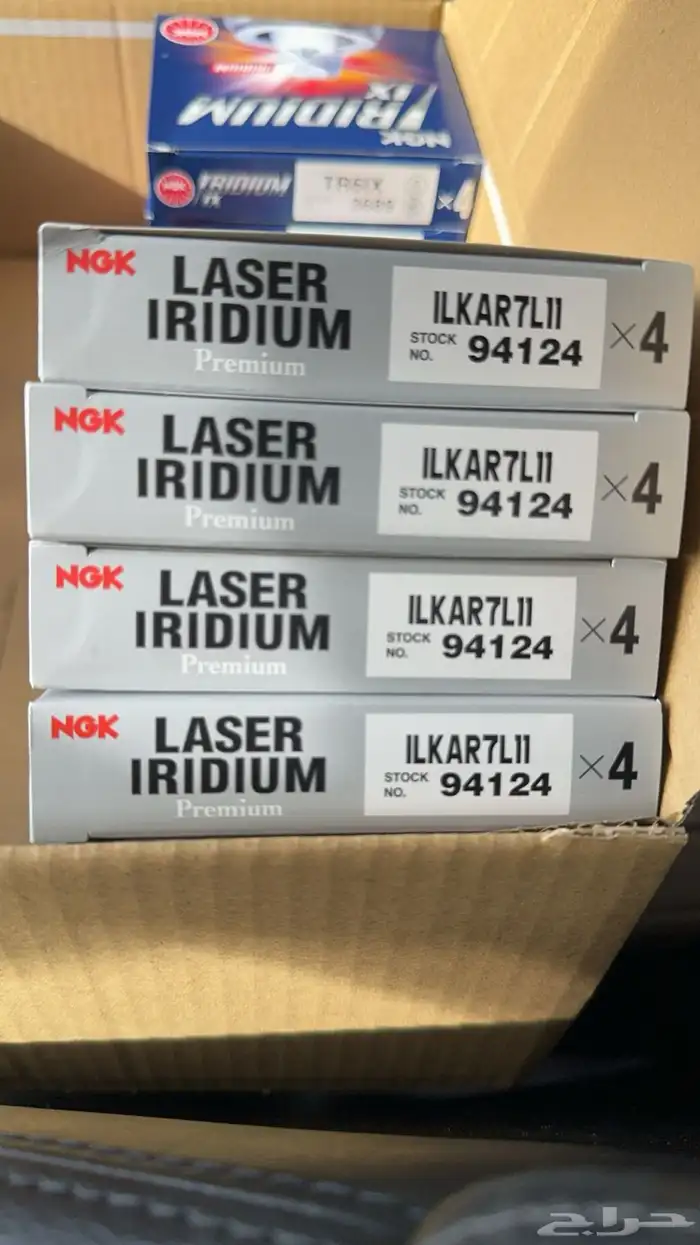 NGK
IRIDIUM
IX
NGK
IRIDIUM
IX
×4
NGK
LASER
IRIDIUM
Premium
ILKAR7L11
STOCK NO. 94124
×4
NGK
LASER
IRIDIUM
Premium
ILKAR7L11
STOCK NO. 94124
×4
NGK
LASER
IRIDIUM
Premium
ILKAR7L11
STOCK NO. 94124
×4
NGK
LASER
IRIDIUM
Premium
ILKAR7L11
STOCK NO. 94124
×4
حراج